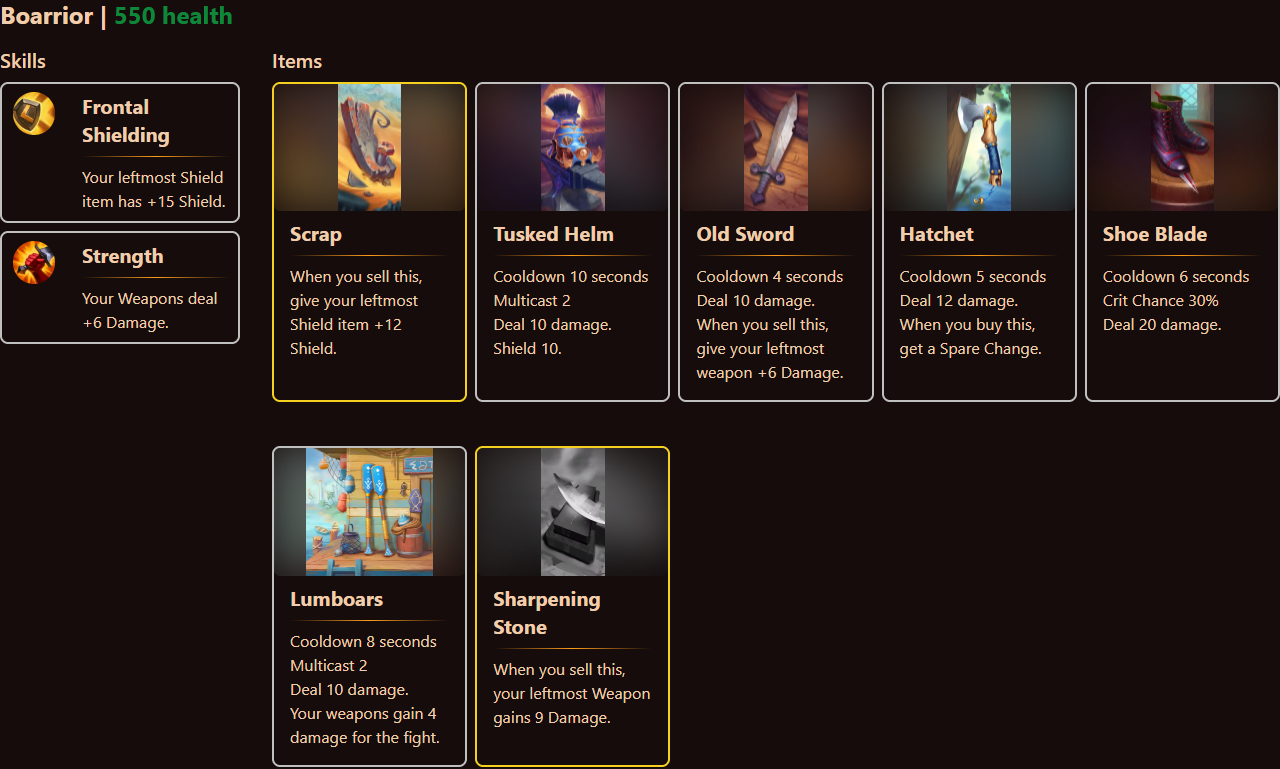 Boarrior | 550 health
Skills
Frontal
Shielding
Your leftmost Shield
item has +15 Shield.
Strength
Your Weapons deal
+6 Damage.
Items
Scrap
When you sell this,
give your leftmost
Shield item +12
Shield.
Tusked Helm
Cooldown 10 seconds
Multicast 2
Deal 10 damage.
Shield 10.
Old Sword
Cooldown 4 seconds
Deal 10 damage.
When you sell this,
give your leftmost
weapon +6 Damage.
Hatchet
Cooldown 5 seconds
Deal 12 damage.
When you buy this,
get a Spare Change.
Shoe Blade
Cooldown 6 seconds
Crit Chance 30%
Deal 20 damage.
Lumboars
Cooldown 8 seconds
Multicast 2
Deal 10 damage.
Your weapons gain 4
damage for the fight.
Sharpening
Stone
When you sell this,
your leftmost Weapon
gains 9 Damage.